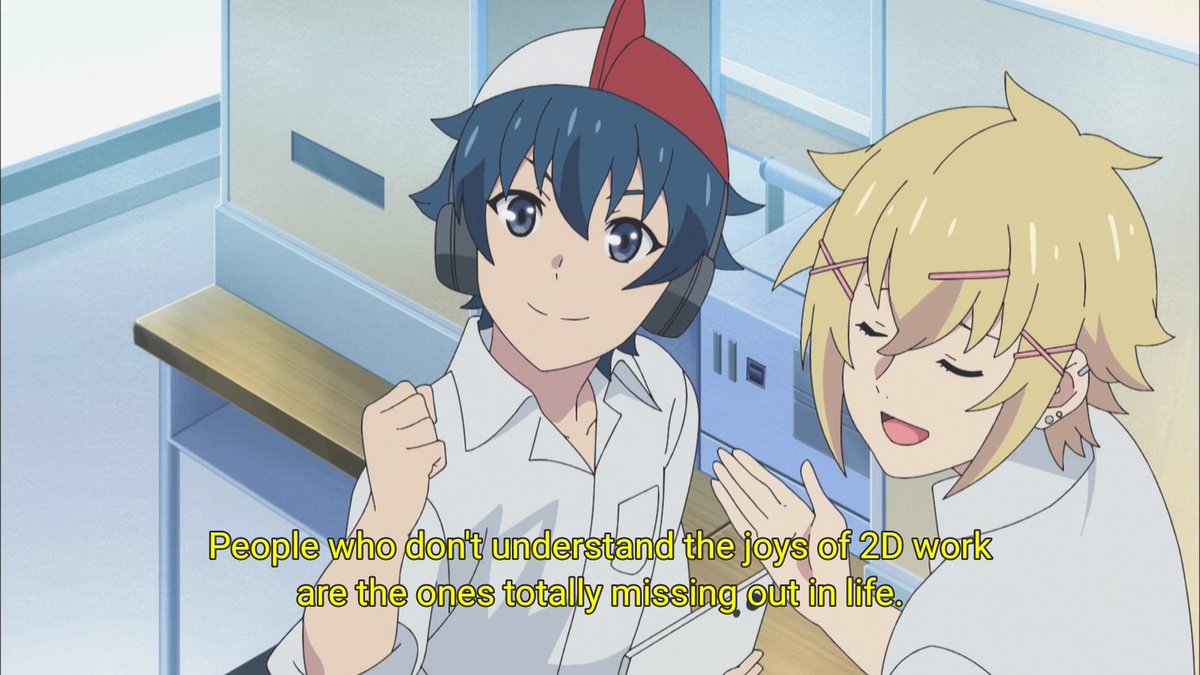 People who don't understand the joys of 2D work
are the ones totally missing out in life.